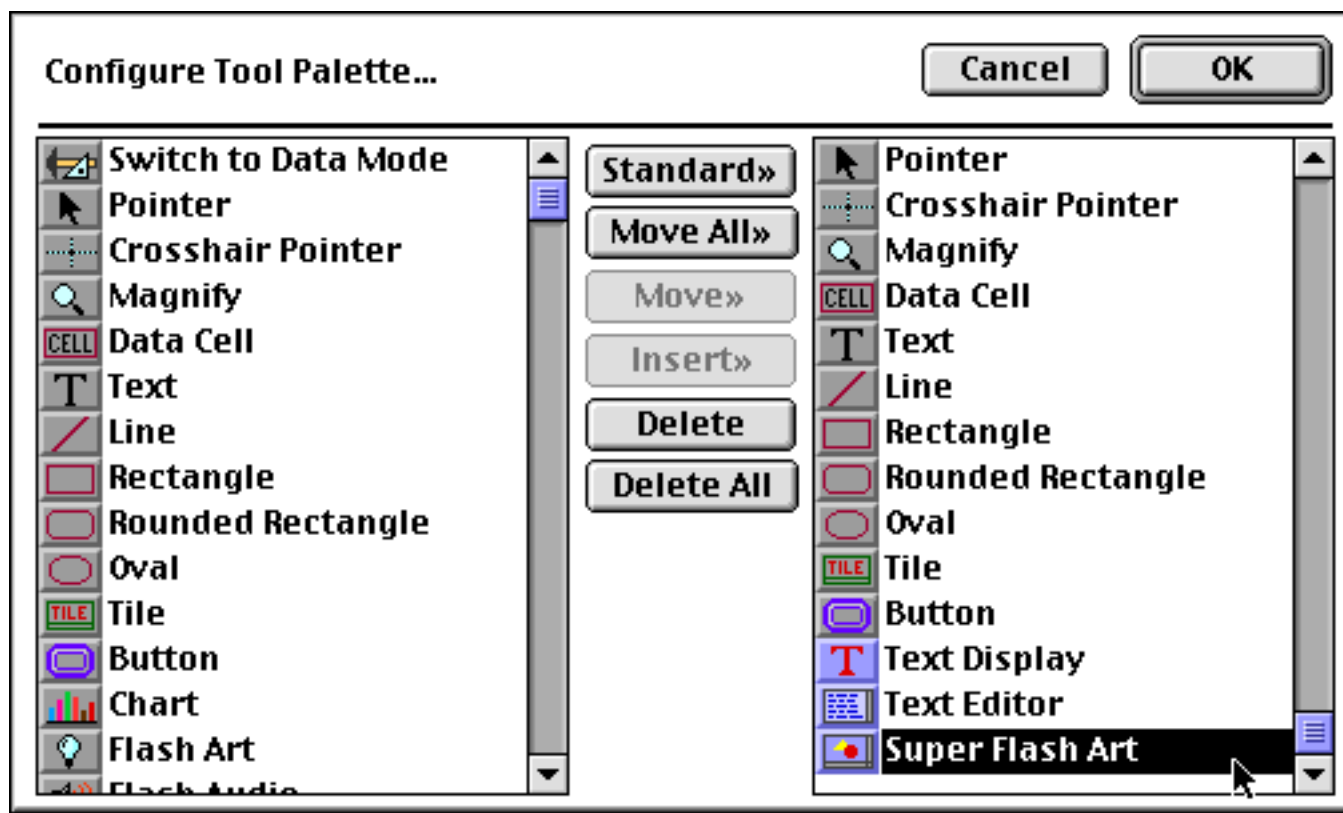 Configure Tool Palette...
Cancel
OK
Switch to Data Mode
Pointer
Crosshair Pointer
Magnify
CELL Data Cell
T Text
Line
Rectangle
Rounded Rectangle
Oval
TILE Tile
Button
Chart
Flash Art
Flash Audio
Standard»
Move All»
Move»
Insert»
Delete
Delete All
Pointer
Crosshair Pointer
Magnify
CELL Data Cell
T Text
Line
Rectangle
Rounded Rectangle
Oval
TILE Tile
Button
T Text Display
Text Editor
Super Flash Art